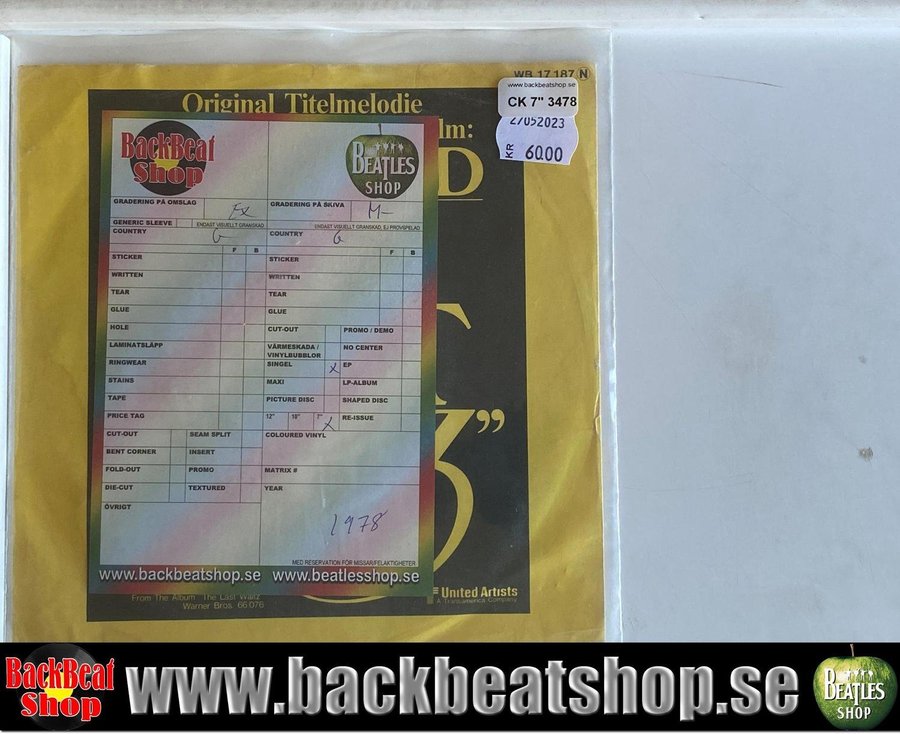 WB 17 187 N
Original Titelmelodie
lm:
D
www.backbeatshop.se
CK 7" 3478
27052023
KR 60.00
BackBeat
Shop
BEATLES
SHOP
GRADERING PÅ OMSLAG Ex GRADERING PÅ SKIVA M-
GENERIC SLEEVE ENDAST VISUELLT GRANSKAD ENDAST VISUELLT GRANSKAD, EJ PROVSPELAD
COUNTRY G COUNTRY G
F B F B
STICKER STICKER
WRITTEN WRITTEN
TEAR TEAR
GLUE GLUE
HOLE CUT-OUT PROMO / DEMO
LAMINATSLÄPP VÄRMESKADA / VINYLBUBBLOR NO CENTER
RINGWEAR SINGEL x EP
STAINS MAXI LP-ALBUM
TAPE PICTURE DISC SHAPED DISC
PRICE TAG 12" 10" 7" x RE-ISSUE
CUT-OUT SEAM SPLIT COLOURED VINYL
BENT CORNER INSERT
FOLD-OUT PROMO MATRIX #
DIE-CUT TEXTURED YEAR
ÖVRIGT
1978
MED RESERVATION FÖR MISSAR/FELAKTIGHETER
www.backbeatshop.se www.beatlesshop.se
3”
From The Album The Last Waltz
Warner Bros. 66 076
United Artists
A Transamerica Company
BackBeat
Shop
www.backbeatshop.se
BEATLES
SHOP